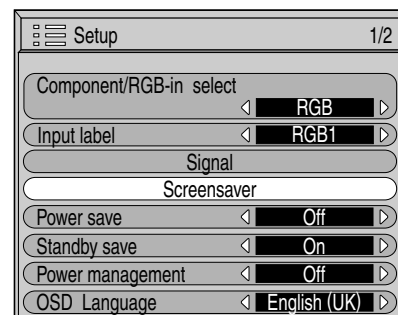 Setup 1/2
Component/RGB-in select
RGB
Input label RGB1
Signal
Screensaver
Power save Off
Standby save On
Power management Off
OSD Language English (UK)